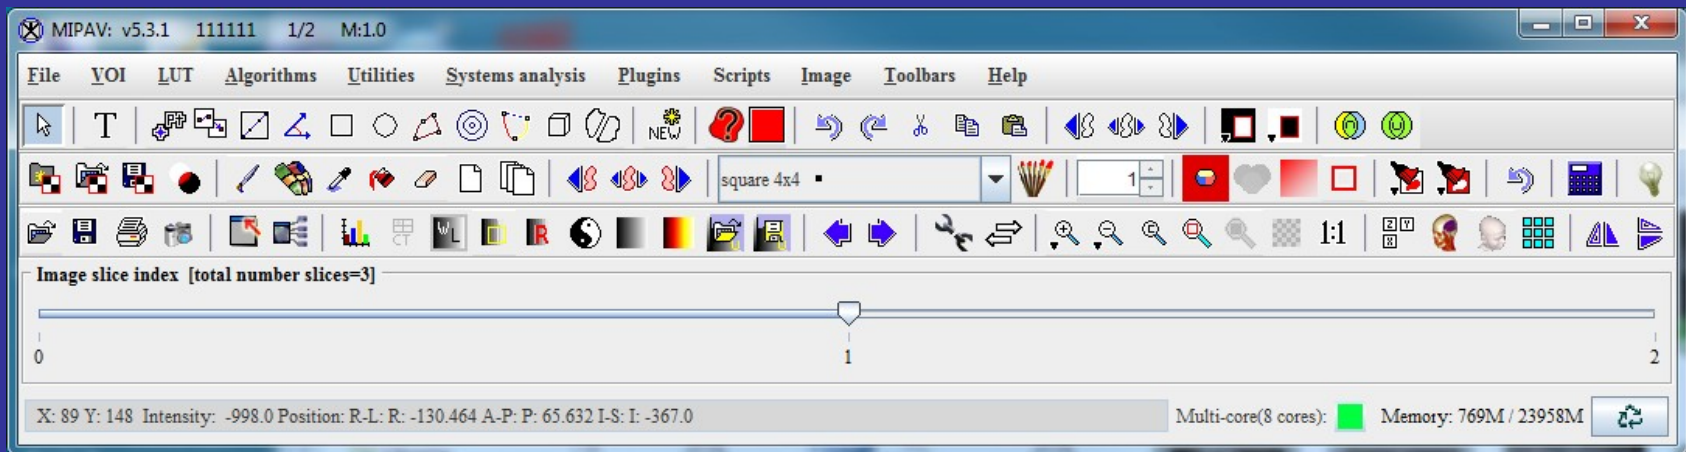 MIPAV: v5.3.1 111111 1/2 M:1.0
File VOI LUT Algorithms Utilities Systems analysis Plugins Scripts Image Toolbars Help
T NEW
square 4x4 1
CT WL R 1:1 Z Y X
Image slice index [total number slices=3]
0 1 2
X: 89 Y: 148 Intensity: -998.0 Position: R-L: R: -130.464 A-P: P: 65.632 I-S: I: -367.0 Multi-core(8 cores): Memory: 769M / 23958M